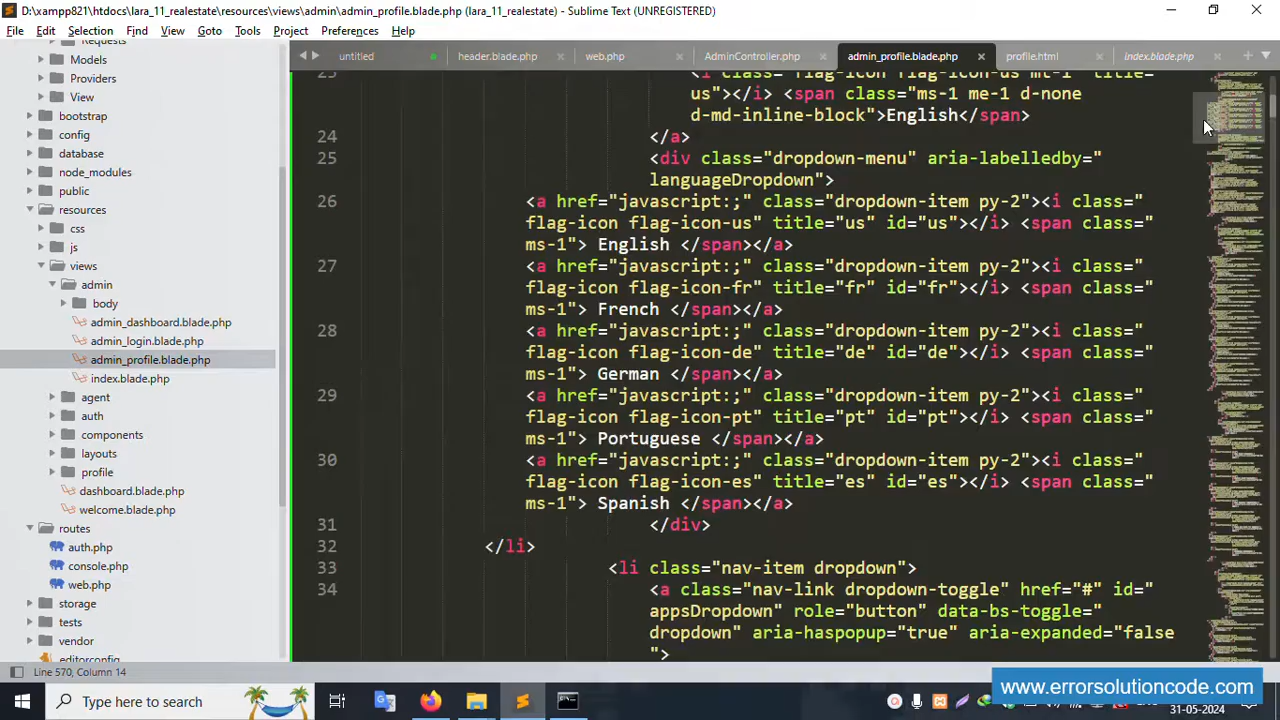 D:\xampp821\htdocs\lara_11_realestate\resources\views\admin\admin_profile.blade.php (lara_11_realestate) - Sublime Text (UNREGISTERED)
File Edit Selection Find View Goto Tools Project Preferences Help
untitled header.blade.php web.php AdminController.php admin_profile.blade.php profile.html index.blade.php
Requests
Models
Providers
View
bootstrap
config
database
node_modules
public
resources
css
js
views
admin
body
admin_dashboard.blade.php
admin_login.blade.php
admin_profile.blade.php
index.blade.php
agent
auth
components
layouts
profile
dashboard.blade.php
welcome.blade.php
routes
auth.php
console.php
web.php
storage
tests
vendor
.editorconfig
23 <i class="flag-icon flag-icon-us mt-1" title="
us"></i> <span class="ms-1 me-1 d-none
d-md-inline-block">English</span>
24 </a>
25 <div class="dropdown-menu" aria-labelledby="
languageDropdown">
26 <a href="javascript:;" class="dropdown-item py-2"><i class="
flag-icon flag-icon-us" title="us" id="us"></i> <span class="
ms-1"> English </span></a>
27 <a href="javascript:;" class="dropdown-item py-2"><i class="
flag-icon flag-icon-fr" title="fr" id="fr"></i> <span class="
ms-1"> French </span></a>
28 <a href="javascript:;" class="dropdown-item py-2"><i class="
flag-icon flag-icon-de" title="de" id="de"></i> <span class="
ms-1"> German </span></a>
29 <a href="javascript:;" class="dropdown-item py-2"><i class="
flag-icon flag-icon-pt" title="pt" id="pt"></i> <span class="
ms-1"> Portuguese </span></a>
30 <a href="javascript:;" class="dropdown-item py-2"><i class="
flag-icon flag-icon-es" title="es" id="es"></i> <span class="
ms-1"> Spanish </span></a>
31 </div>
32 </li>
33 <li class="nav-item dropdown">
34 <a class="nav-link dropdown-toggle" href="#" id="
appsDropdown" role="button" data-bs-toggle="
dropdown" aria-haspopup="true" aria-expanded="false
">
Line 570, Column 14
www.errorsolutioncode.com
Type here to search
31-05-2024